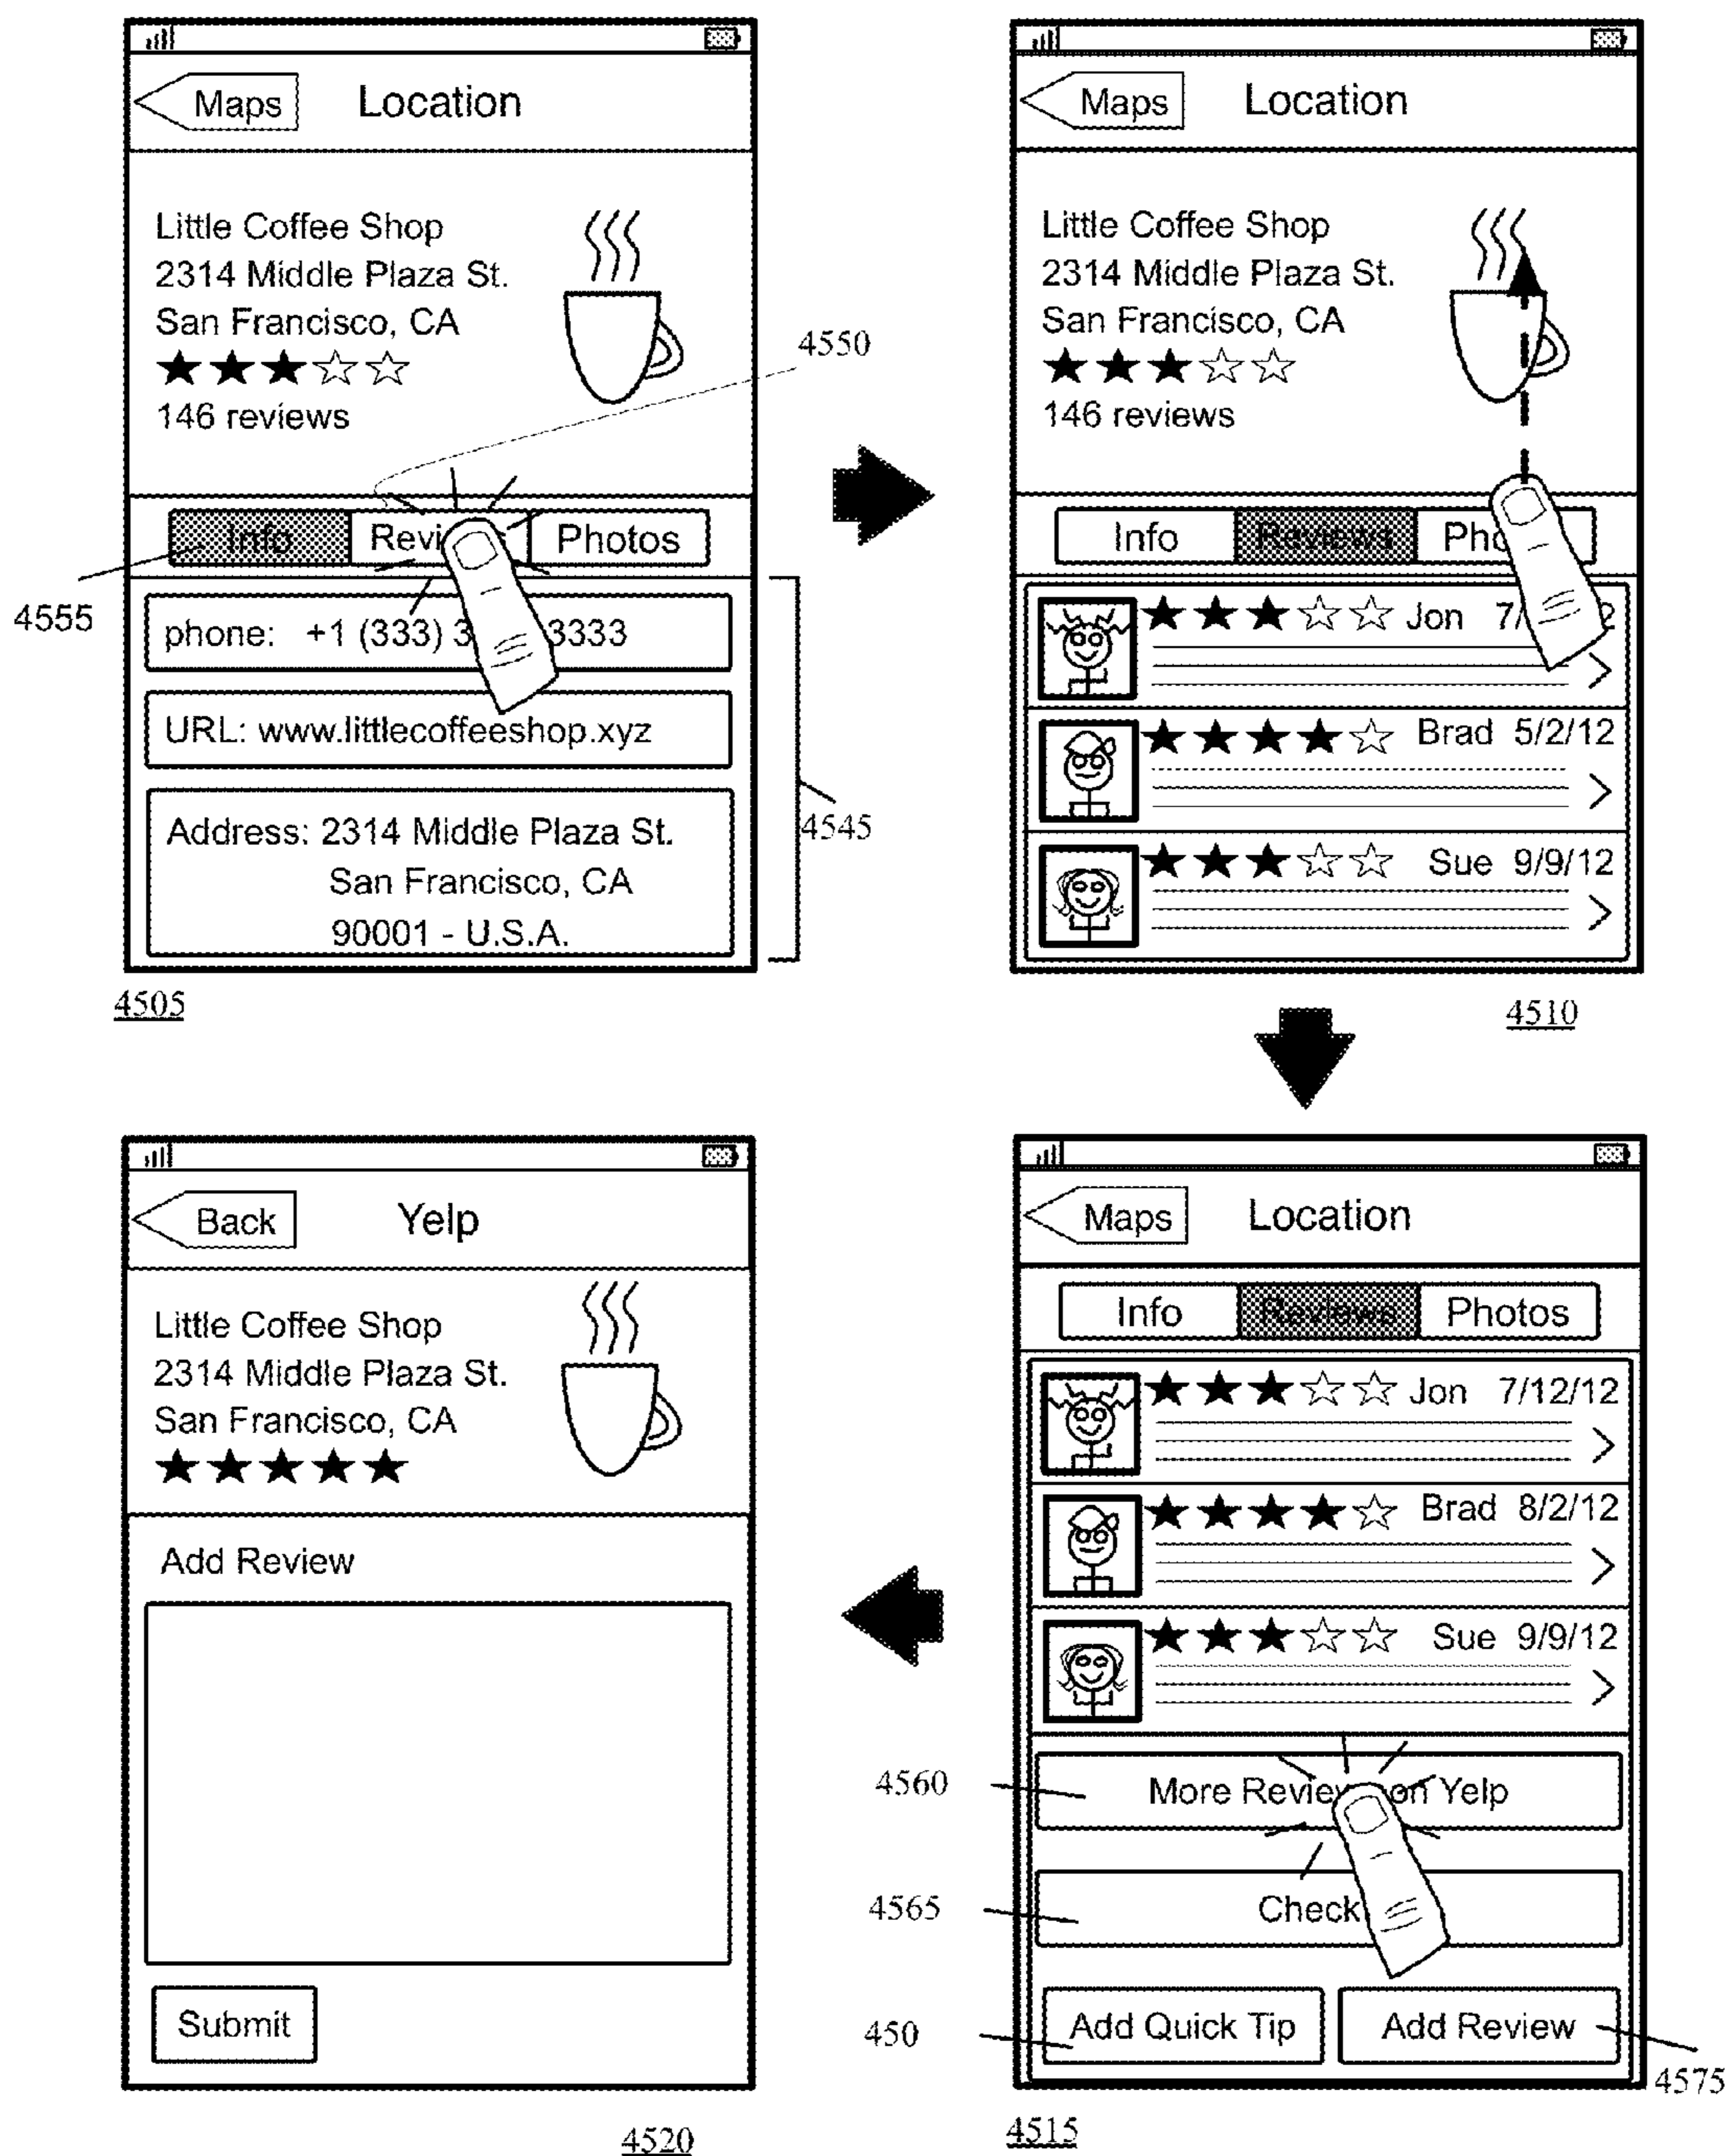 Maps Location
Little Coffee Shop
2314 Middle Plaza St.
San Francisco, CA
146 reviews
4550
Info Photos
4555
phone: +1 (333) 3 3333
URL: www.littlecoffeeshop.xyz
Address: 2314 Middle Plaza St.
San Francisco, CA
90001 - U.S.A.
4545
4505
Maps Location
Little Coffee Shop
2314 Middle Plaza St.
San Francisco, CA
146 reviews
Info Reviews
Jon
Brad 5/2/12
Sue 9/9/12
4510
Maps Location
Info Reviews Photos
Jon 7/12/12
Brad 8/2/12
Sue 9/9/12
4560
More on Yelp
4565
Check
450
Add Quick Tip Add Review
4575
4515
Back Yelp
Little Coffee Shop
2314 Middle Plaza St.
San Francisco, CA
Add Review
Submit
4520